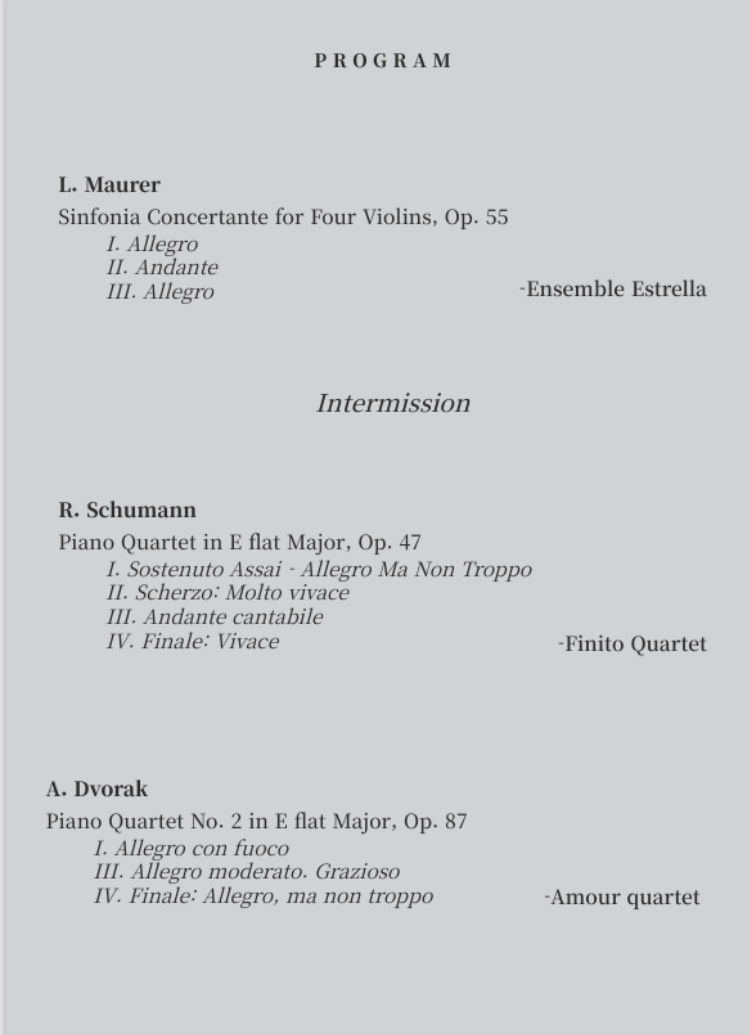 PROGRAM
L. Maurer
Sinfonia Concertante for Four Violins, Op. 55
I. Allegro
II. Andante
III. Allegro
-Ensemble Estrella
Intermission
R. Schumann
Piano Quartet in E flat Major, Op. 47
I. Sostenuto Assai - Allegro Ma Non Troppo
II. Scherzo: Molto vivace
III. Andante cantabile
IV. Finale: Vivace
-Finito Quartet
A. Dvorak
Piano Quartet No. 2 in E flat Major, Op. 87
I. Allegro con fuoco
III. Allegro moderato. Grazioso
IV. Finale: Allegro, ma non troppo
-Amour quartet